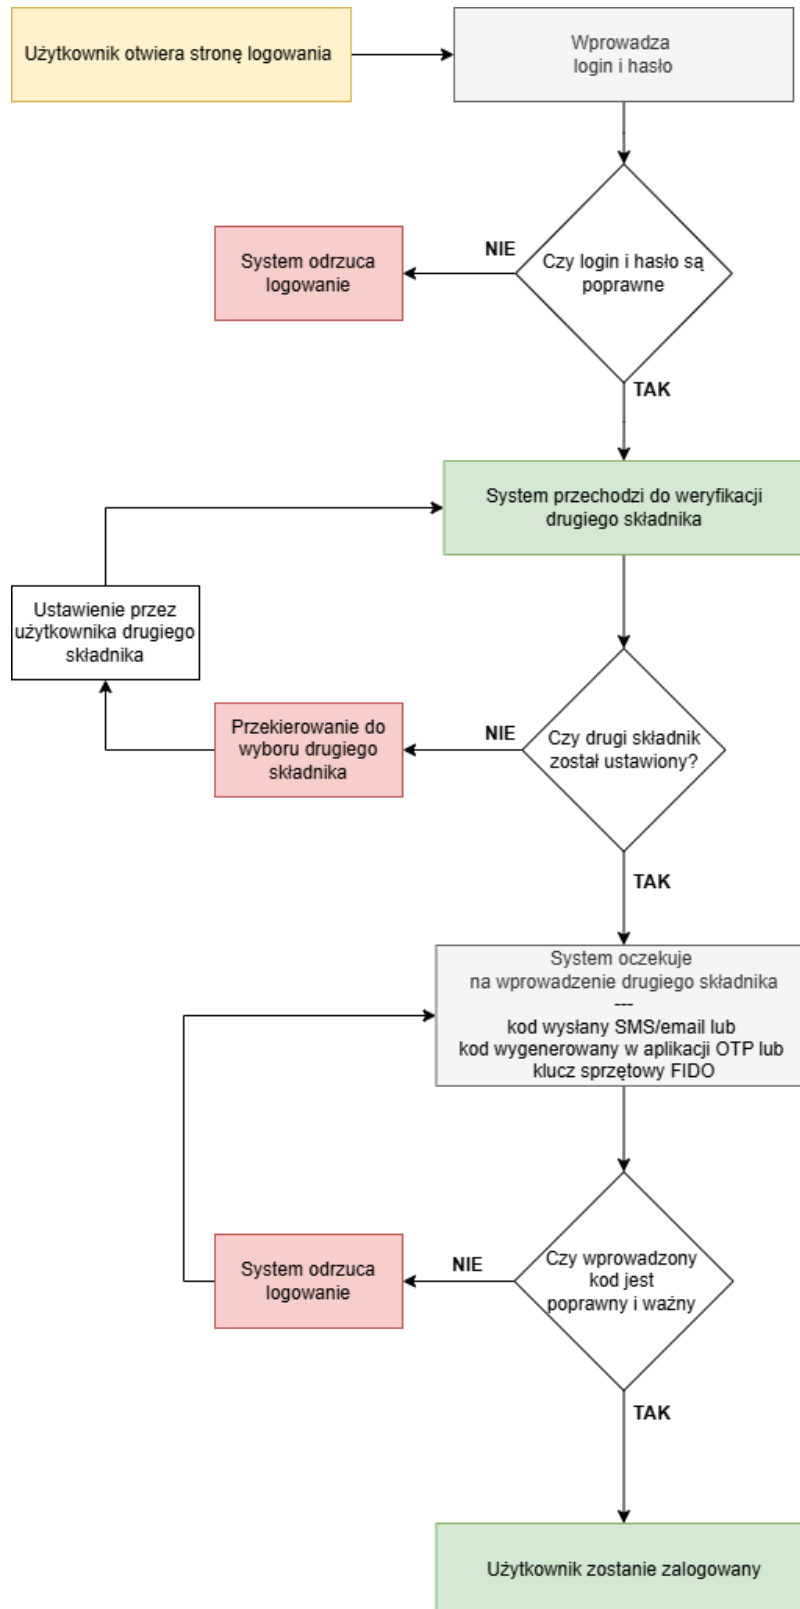 Użytkownik otwiera stronę logowania
Wprowadza
login i hasło
Czy login i hasło są
poprawne
NIE
System odrzuca
logowanie
TAK
System przechodzi do weryfikacji
drugiego składnika
Czy drugi składnik
został ustawiony?
NIE
Przekierowanie do
wyboru drugiego
składnika
Ustawienie przez
użytkownika drugiego
składnika
TAK
System oczekuje
na wprowadzenie drugiego składnika
---
kod wysłany SMS/email lub
kod wygenerowany w aplikacji OTP lub
klucz sprzętowy FIDO
Czy wprowadzony
kod jest
poprawny i ważny
NIE
System odrzuca
logowanie
TAK
Użytkownik zostanie zalogowany